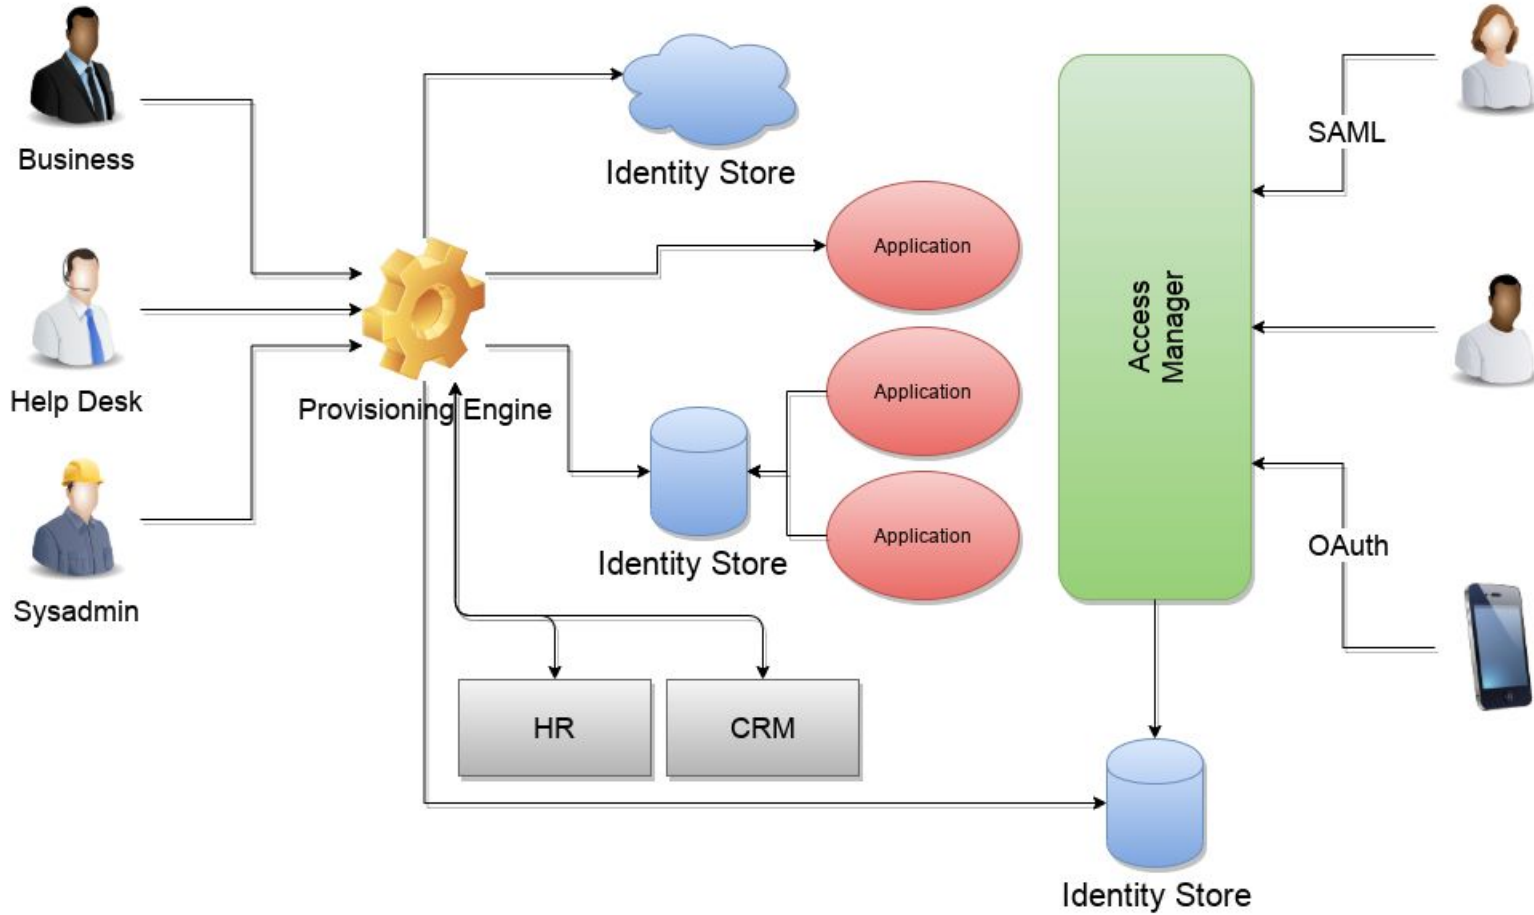 Business
Help Desk
Sysadmin
Provisioning Engine
Identity Store
Application
Application
Application
Identity Store
HR
CRM
Access
Manager
Identity Store
SAML
OAuth